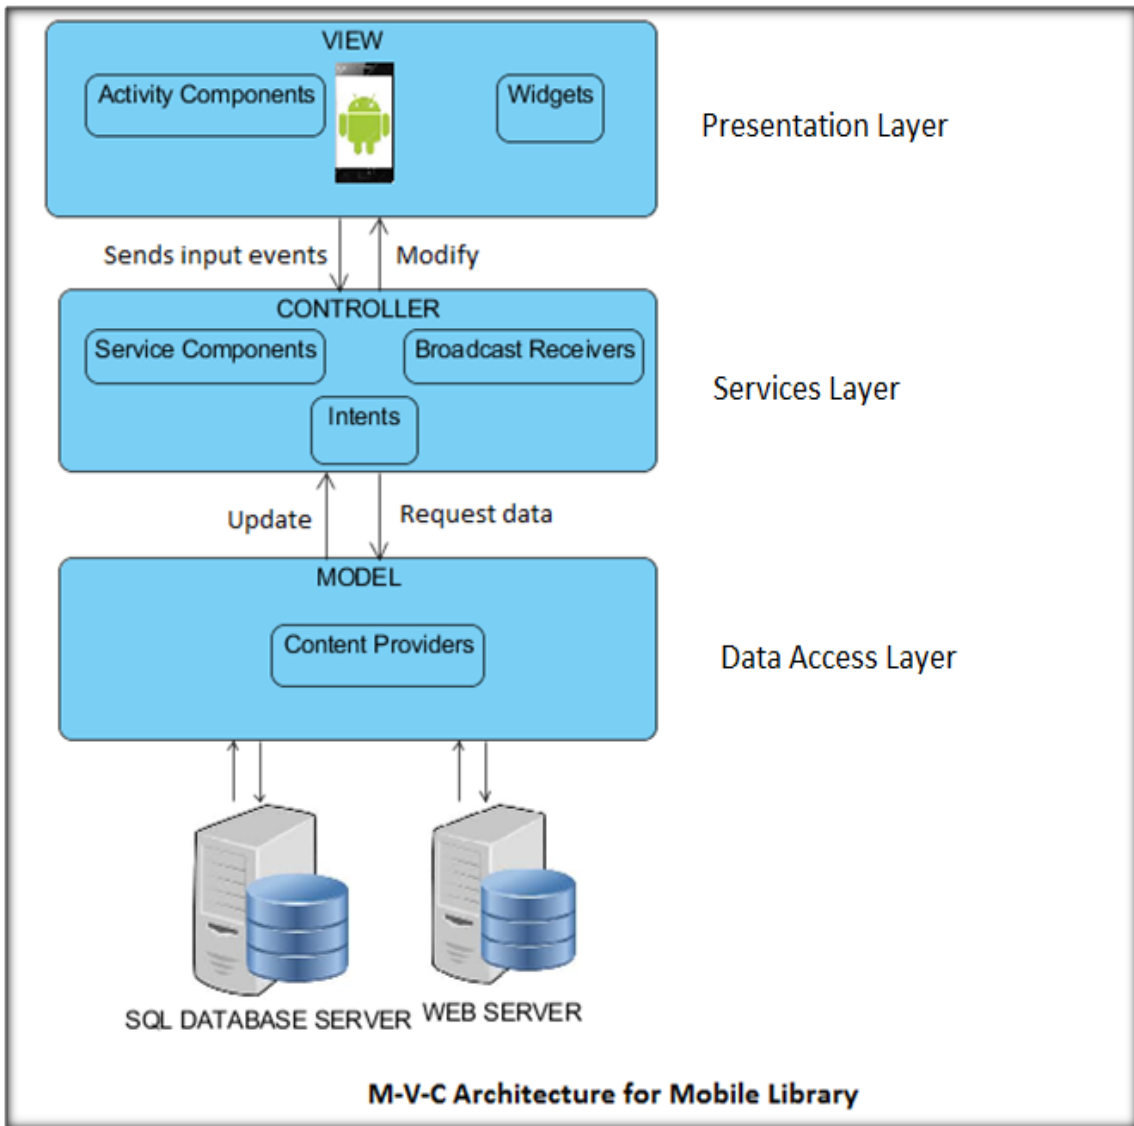 VIEW
Activity Components
Widgets
Presentation Layer
Sends input events
Modify
CONTROLLER
Service Components
Broadcast Receivers
Intents
Services Layer
Update
Request data
MODEL
Content Providers
Data Access Layer
SQL DATABASE SERVER
WEB SERVER
M-V-C Architecture for Mobile Library